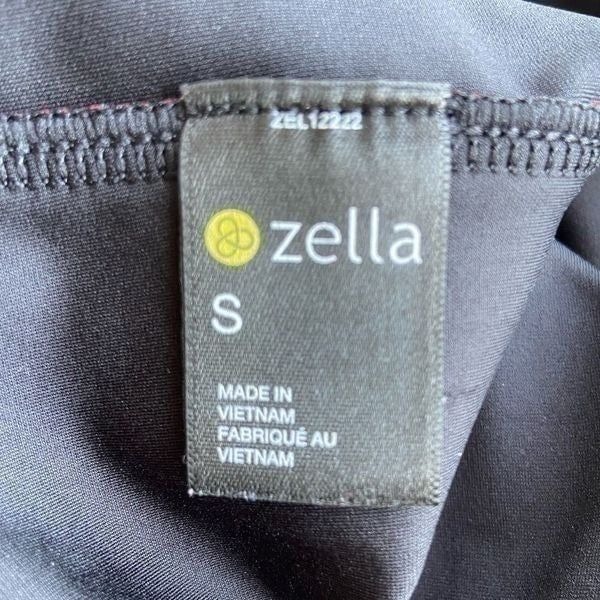 ZEL12222
zella
S
MADE IN
VIETNAM
FABRIQUÉ AU
VIETNAM